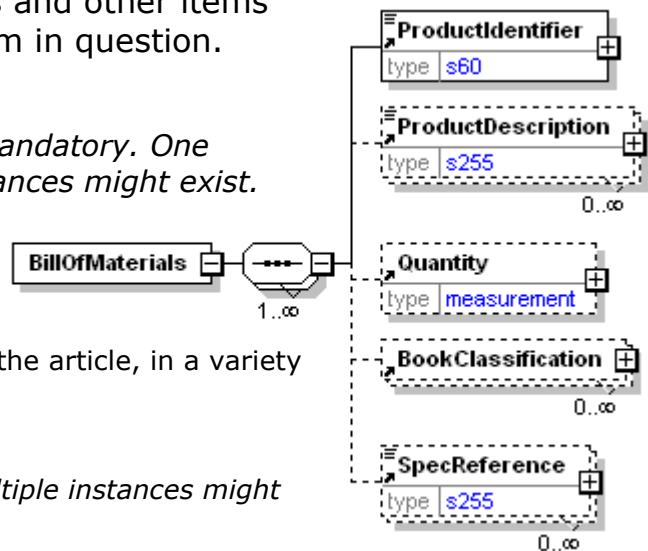 s and other items
m in question.
andatory. One
ances might exist.
the article, in a variety
ltiple instances might
BillOfMaterials
1..∞
ProductIdentifier
type s60
ProductDescription
type s255
0..∞
Quantity
type measurement
BookClassification
0..∞
SpecReference
type s255
0..∞